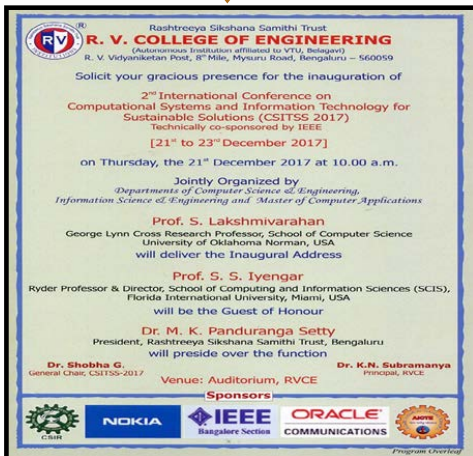 Rashtreeya Sikshana Samithi Trust
RV
®
R. V. COLLEGE OF ENGINEERING
(Autonomous Institution affiliated to VTU, Belagavi)
R. V. Vidyaniketan Post, 8th Mile, Mysuru Road, Bengaluru – 560059
Solicit your gracious presence for the inauguration of
2nd International Conference on
Computational Systems and Information Technology for
Sustainable Solutions (CSITSS 2017)
Technically co-sponsored by IEEE
[21st to 23rd December 2017]
on Thursday, the 21st December 2017 at 10.00 a.m.
Jointly Organized by
Departments of Computer Science & Engineering,
Information Science & Engineering and Master of Computer Applications
Prof. S. Lakshmivarahan
George Lynn Cross Research Professor, School of Computer Science
University of Oklahoma Norman, USA
will deliver the Inaugural Address
Prof. S. S. Iyengar
Ryder Professor & Director, School of Computing and Information Sciences (SCIS),
Florida International University, Miami, USA
will be the Guest of Honour
Dr. M. K. Panduranga Setty
President, Rashtreeya Sikshana Samithi Trust, Bengaluru
will preside over the function
Dr. Shobha G.
General Chair, CSITSS-2017
Dr. K.N. Subramanya
Principal, RVCE
Venue: Auditorium, RVCE
Sponsors
CSIR
NOKIA
IEEE
Bangalore Section
ORACLE
COMMUNICATIONS
AICTE
Program Overleaf